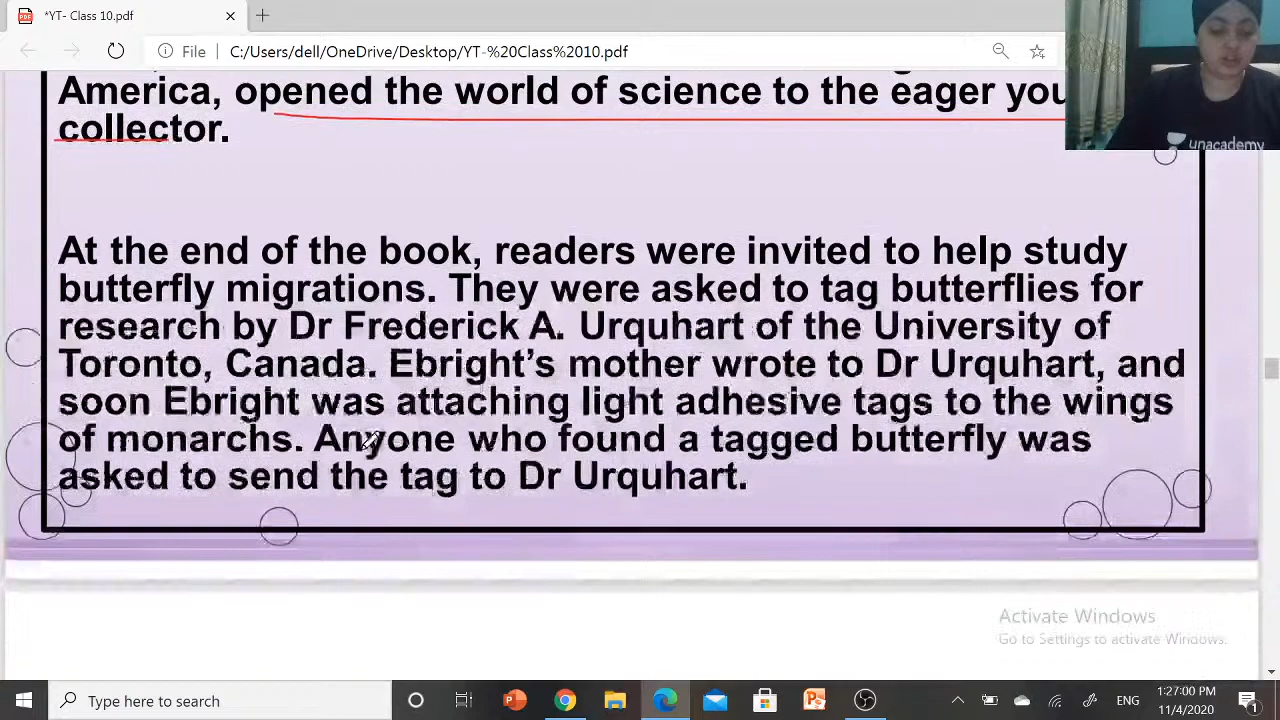 *YT- Class 10.pdf
File
C:/Users/dell/OneDrive/Desktop/YT-%20Class%2010.pdf
unacademy
America, opened the world of science to the eager
collector.
At the end of the book, readers were invited to help study
butterfly migrations. They were asked to tag butterflies for
research by Dr Frederick A. Urquhart of the University of
Toronto, Canada. Ebright's mother wrote to Dr Urquhart, and
soon Ebright was attaching light adhesive tags to the wings
of monarchs. Anyone who found a tagged butterfly was
asked to send the tag to Dr Urquhart.
Activate Windows
Go to Settings to activate Windows.
Type here to search
ENG
1:27:00 PM
11/4/2020